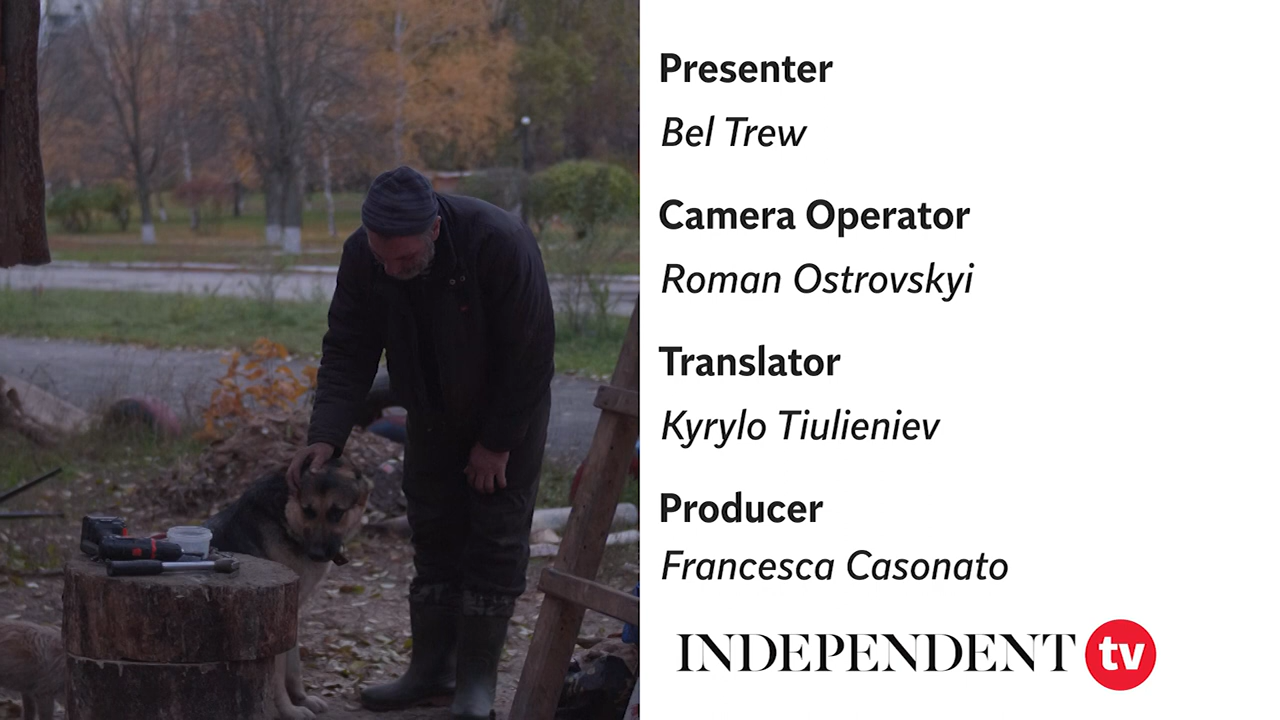 Presenter
Bel Trew
Camera Operator
Roman Ostrovskyi
Translator
Kyrylo Tiulieniev
Producer
Francesca Casonato
INDEPENDENT tv